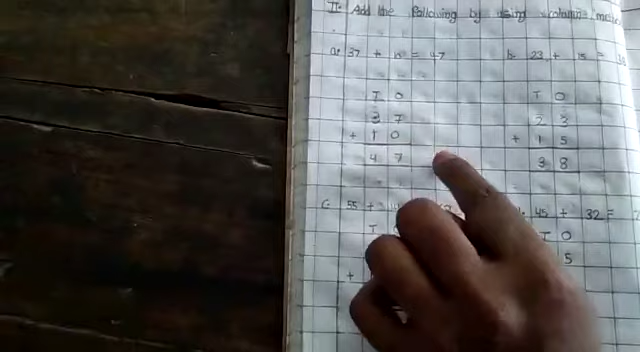 II. Add the following by using column
a. 37 + 10 = 47 b. 23 + 15 =
T O T O
3 7 2 3
+ 1 0 + 1 5
4 7 3 8
c. 55 + 45 + 32 =
T T O
5
+